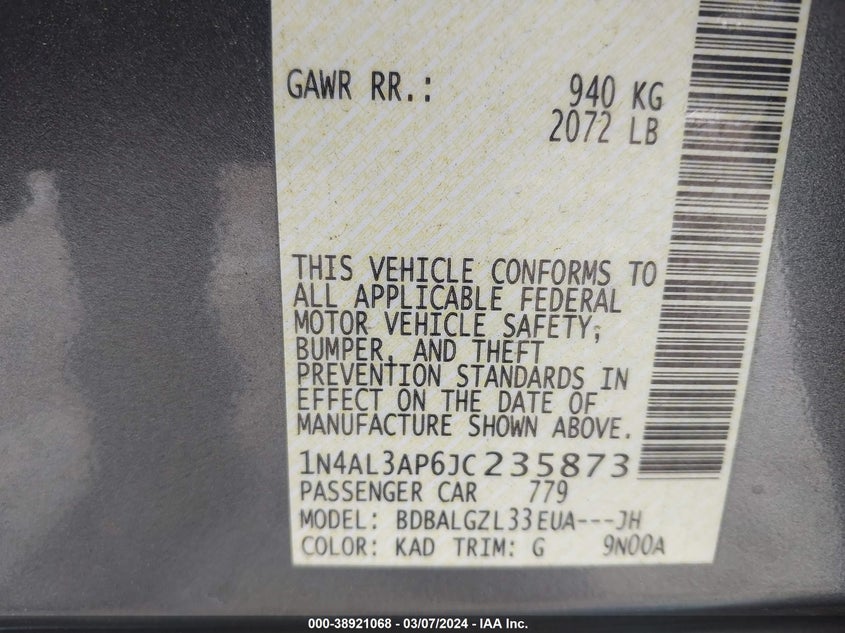 GAWR RR.: 940 KG
2072 LB
THIS VEHICLE CONFORMS TO
ALL APPLICABLE FEDERAL
MOTOR VEHICLE SAFETY,
BUMPER, AND THEFT
PREVENTION STANDARDS IN
EFFECT ON THE DATE OF
MANUFACTURE SHOWN ABOVE.
1N4AL3AP6JC235873
PASSENGER CAR 779
MODEL: BDBALGZL33EUA---JH
COLOR: KAD TRIM: G 9N00A
000-38921068 - 03/07/2024 - IAA Inc.